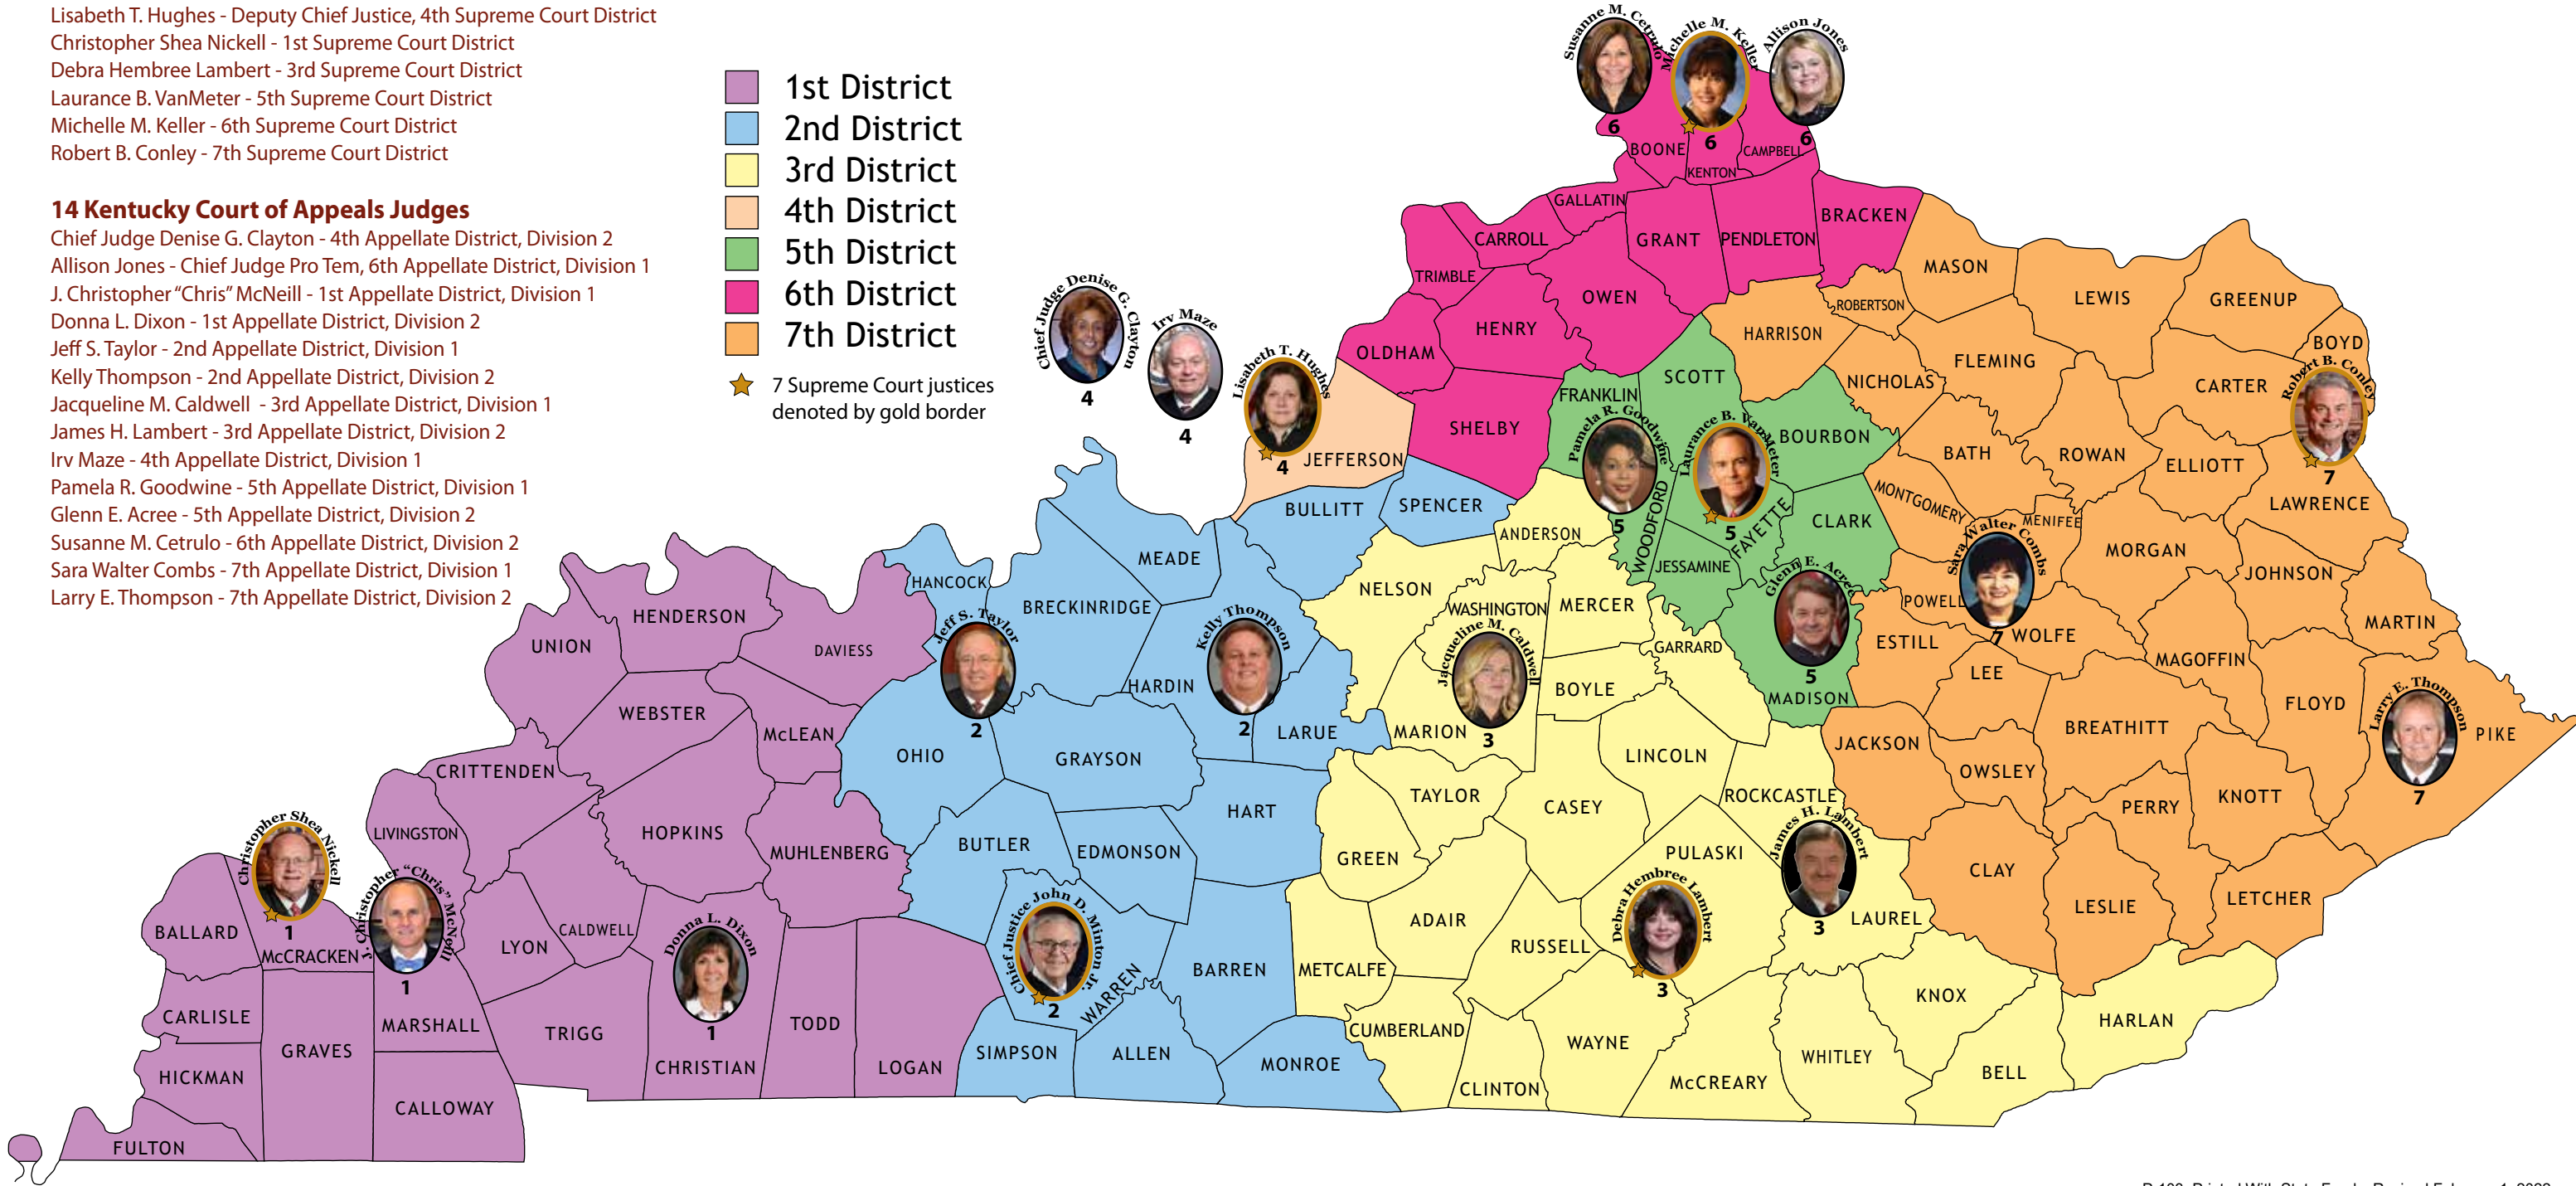 Lisabeth T. Hughes - Deputy Chief Justice, 4th Supreme Court District
Christopher Shea Nickell - 1st Supreme Court District
Debra Hembree Lambert - 3rd Supreme Court District
Laurance B. VanMeter - 5th Supreme Court District
Michelle M. Keller - 6th Supreme Court District
Robert B. Conley - 7th Supreme Court District
14 Kentucky Court of Appeals Judges
Chief Judge Denise G. Clayton - 4th Appellate District, Division 2
Allison Jones - Chief Judge Pro Tem, 6th Appellate District, Division 1
J. Christopher “Chris” McNeill - 1st Appellate District, Division 1
Donna L. Dixon - 1st Appellate District, Division 2
Jeff S. Taylor - 2nd Appellate District, Division 1
Kelly Thompson - 2nd Appellate District, Division 2
Jacqueline M. Caldwell - 3rd Appellate District, Division 1
James H. Lambert - 3rd Appellate District, Division 2
Irv Maze - 4th Appellate District, Division 1
Pamela R. Goodwine - 5th Appellate District, Division 1
Glenn E. Acree - 5th Appellate District, Division 2
Susanne M. Cetrulo - 6th Appellate District, Division 2
Sara Walter Combs - 7th Appellate District, Division 1
Larry E. Thompson - 7th Appellate District, Division 2
1st District
2nd District
3rd District
4th District
5th District
6th District
7th District
7 Supreme Court justices
denoted by gold border
Susanne M. Cetrulo
6
Michelle M. Keller
6
Allison Jones
6
BOONE
KENTON
CAMPBELL
GALLATIN
CARROLL
GRANT
PENDLETON
BRACKEN
TRIMBLE
OWEN
HENRY
OLDHAM
SHELBY
MASON
ROBERTSON
LEWIS
GREENUP
HARRISON
FLEMING
BOYD
NICHOLAS
CARTER
Robert B. Conley
7
Chief Judge Denise G. Clayton
4
Irv Maze
4
Lisabeth T. Hughes
4
JEFFERSON
FRANKLIN
SCOTT
Pamela R. Goodwine
5
Laurance B. VanMeter
5
BOURBON
WOODFORD
FAYETTE
CLARK
JESSAMINE
Glenn E. Acree
5
MADISON
BATH
ROWAN
ELLIOTT
LAWRENCE
MONTGOMERY
MENIFEE
MORGAN
JOHNSON
Sara Walter Combs
7
POWELL
WOLFE
MARTIN
ESTILL
LEE
MAGOFFIN
FLOYD
Larry E. Thompson
7
PIKE
BREATHITT
JACKSON
OWSLEY
PERRY
KNOTT
CLAY
LESLIE
LETCHER
BULLITT
SPENCER
ANDERSON
MEADE
HANCOCK
BRECKINRIDGE
NELSON
WASHINGTON
MERCER
Jeff S. Taylor
2
Kelly Thompson
2
HARDIN
LARUE
Jacqueline M. Caldwell
3
MARION
BOYLE
GARRARD
LINCOLN
ROCKCASTLE
OHIO
GRAYSON
HART
TAYLOR
CASEY
BUTLER
EDMONSON
GREEN
PULASKI
James H. Lambert
3
LAUREL
Debra Hembree Lambert
3
ADAIR
RUSSELL
Chief Justice John D. Minton Jr.
2
WARREN
BARREN
METCALFE
CUMBERLAND
WAYNE
KNOX
HARLAN
SIMPSON
ALLEN
MONROE
CLINTON
McCREARY
WHITLEY
BELL
UNION
HENDERSON
DAVIESS
WEBSTER
McLEAN
CRITTENDEN
LIVINGSTON
HOPKINS
MUHLENBERG
Christopher Shea Nickell
1
J. Christopher “Chris” McNeill
1
Donna L. Dixon
1
BALLARD
McCRACKEN
LYON
CALDWELL
CARLISLE
MARSHALL
TRIGG
CHRISTIAN
TODD
LOGAN
GRAVES
HICKMAN
CALLOWAY
FULTON